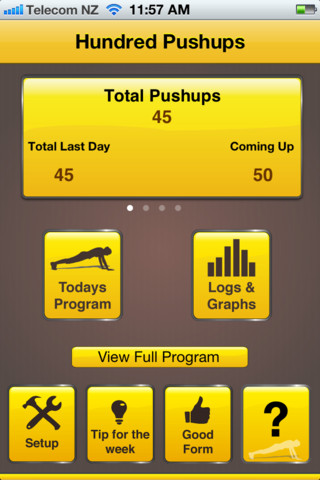 Telecom NZ 11:57 AM
Hundred Pushups
Total Pushups
45
Total Last Day Coming Up
45 50
Todays
Program
Logs &
Graphs
View Full Program
Setup
Tip for the
week
Good
Form
?